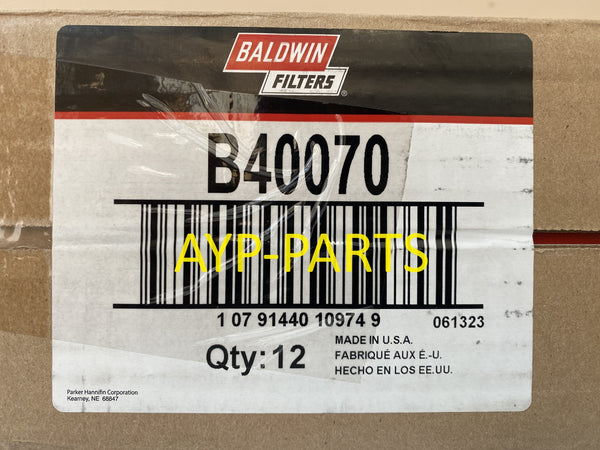 BALDWIN
FILTERS®
B40070
AYP-PARTS
1 07 91440 10974 9
061323
Qty:12
MADE IN U.S.A.
FABRIQUÉ AUX É.-U.
HECHO EN LOS EE.UU.
Parker Hannifin Corporation
Kearney, NE 68847